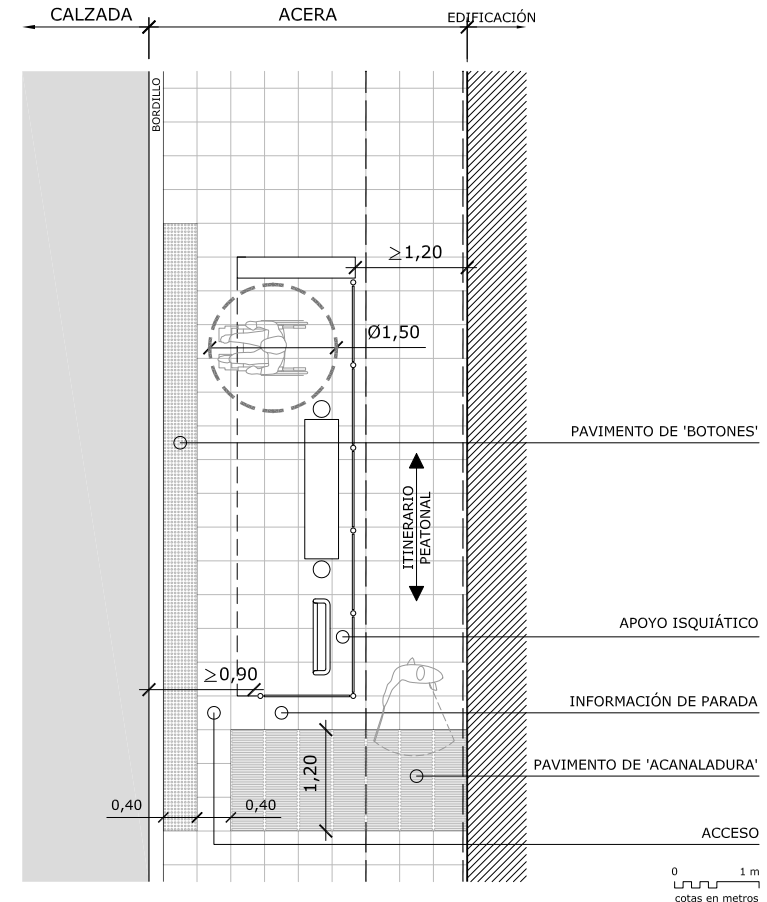 CALZADA
ACERA
EDIFICACIÓN
BORDILLO
≥1,20
Ø1,50
PAVIMENTO DE 'BOTONES'
ITINERARIO
PEATONAL
APOYO ISQUIÁTICO
≥0,90
INFORMACIÓN DE PARADA
PAVIMENTO DE 'ACANALADURA'
1,20
0,40
0,40
ACCESO
0 1 m
cotas en metros